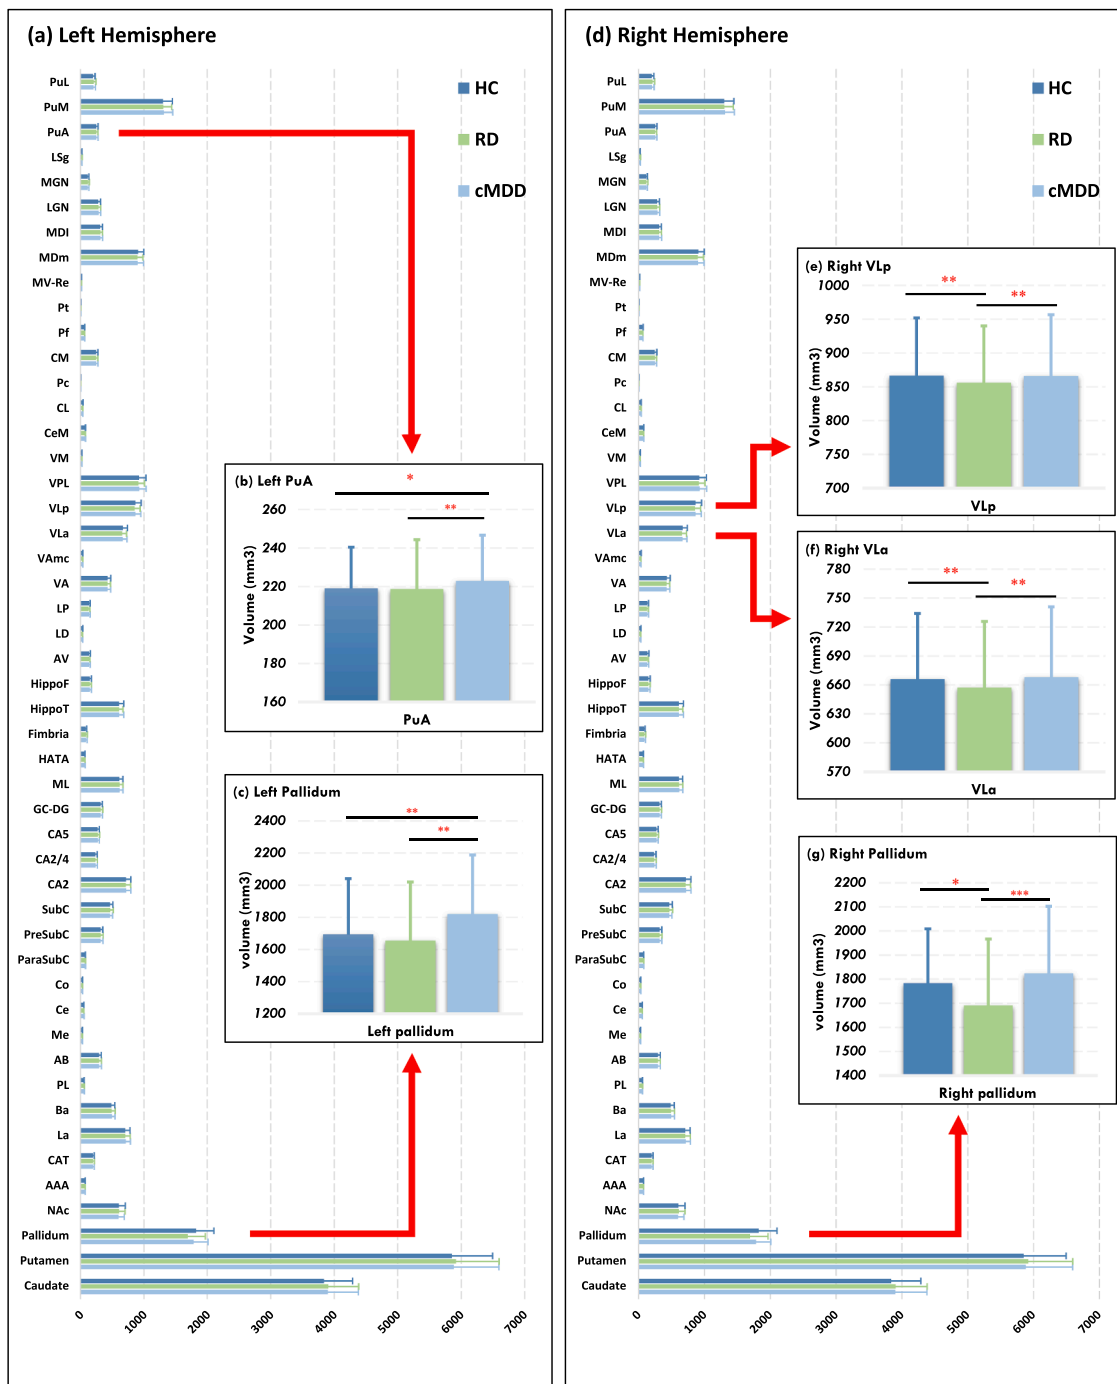 (a) Left Hemisphere
HC
RD
cMDD
PuL
PuM
PuA
LSg
MGN
LGN
MDI
MDm
MV-Re
Pt
Pf
CM
Pc
CL
CeM
VM
VPL
VLp
VLa
VAmc
VA
LP
LD
AV
HippoF
HippoT
Fimbria
HATA
ML
GC-DG
CA5
CA2/4
CA2
SubC
PreSubC
ParaSubC
Co
Ce
Me
AB
PL
Ba
La
CAT
AAA
NAc
Pallidum
Putamen
Caudate
0 1000 2000 3000 4000 5000 6000 7000
(b) Left PuA
*
**
Volume (mm3)
260
240
220
200
180
160
PuA
(c) Left Pallidum
**
**
volume (mm3)
2400
2200
2000
1800
1600
1400
1200
Left pallidum
(d) Right Hemisphere
HC
RD
cMDD
PuL
PuM
PuA
LSg
MGN
LGN
MDI
MDm
MV-Re
Pt
Pf
CM
Pc
CL
CeM
VM
VPL
VLp
VLa
VAmc
VA
LP
LD
AV
HippoF
HippoT
Fimbria
HATA
ML
GC-DG
CA5
CA2/4
CA2
SubC
PreSubC
ParaSubC
Co
Ce
Me
AB
PL
Ba
La
CAT
AAA
NAc
Pallidum
Putamen
Caudate
0 1000 2000 3000 4000 5000 6000 7000
(e) Right VLp
**
**
Volume (mm3)
1000
950
900
850
800
750
700
VLp
(f) Right VLa
**
**
Volume (mm3)
780
750
720
690
660
630
600
570
VLa
(g) Right Pallidum
*
***
volume (mm3)
2200
2100
2000
1900
1800
1700
1600
1500
1400
Right pallidum